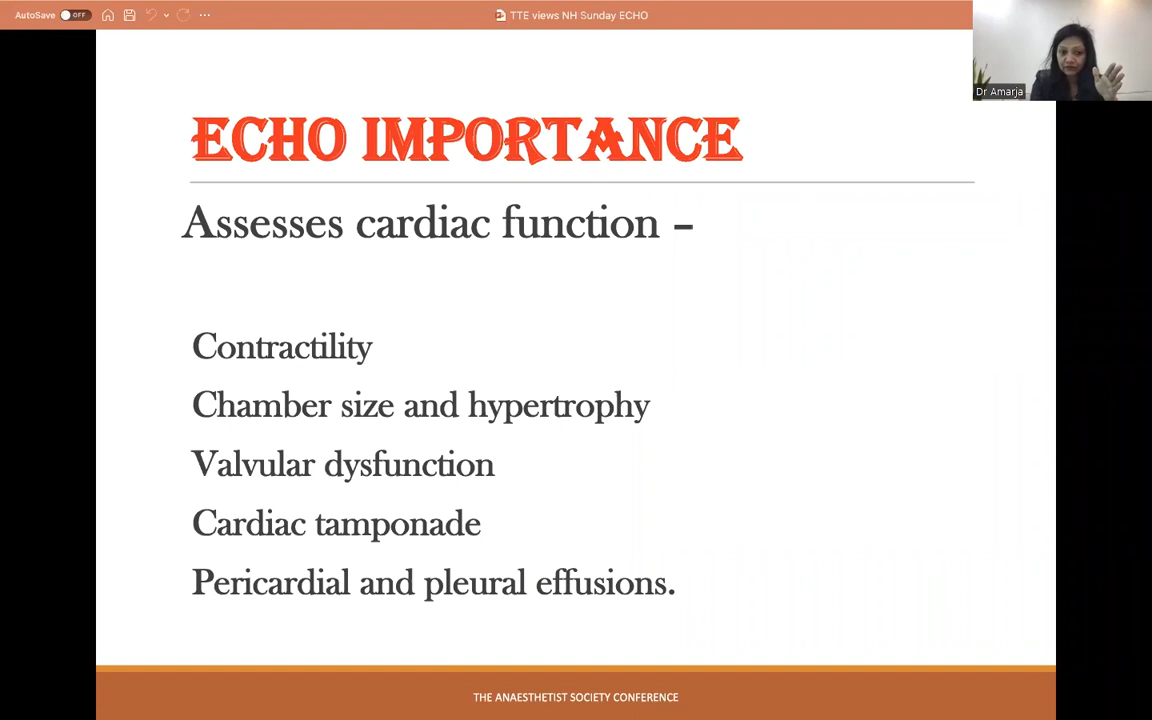 AutoSave OFF
TTE views NH Sunday ECHO
Dr Amarja
ECHO IMPORTANCE
Assesses cardiac function –
Contractility
Chamber size and hypertrophy
Valvular dysfunction
Cardiac tamponade
Pericardial and pleural effusions.
THE ANAESTHETIST SOCIETY CONFERENCE